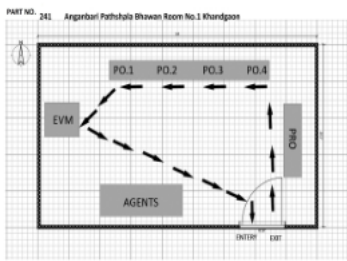 PART NO. 241 Anganbari Pathshala Bhawan Room No.1 Khandgaon
PO.1 PO.2 PO.3 PO.4
EVM
PRO
AGENTS
ENTERY EXIT